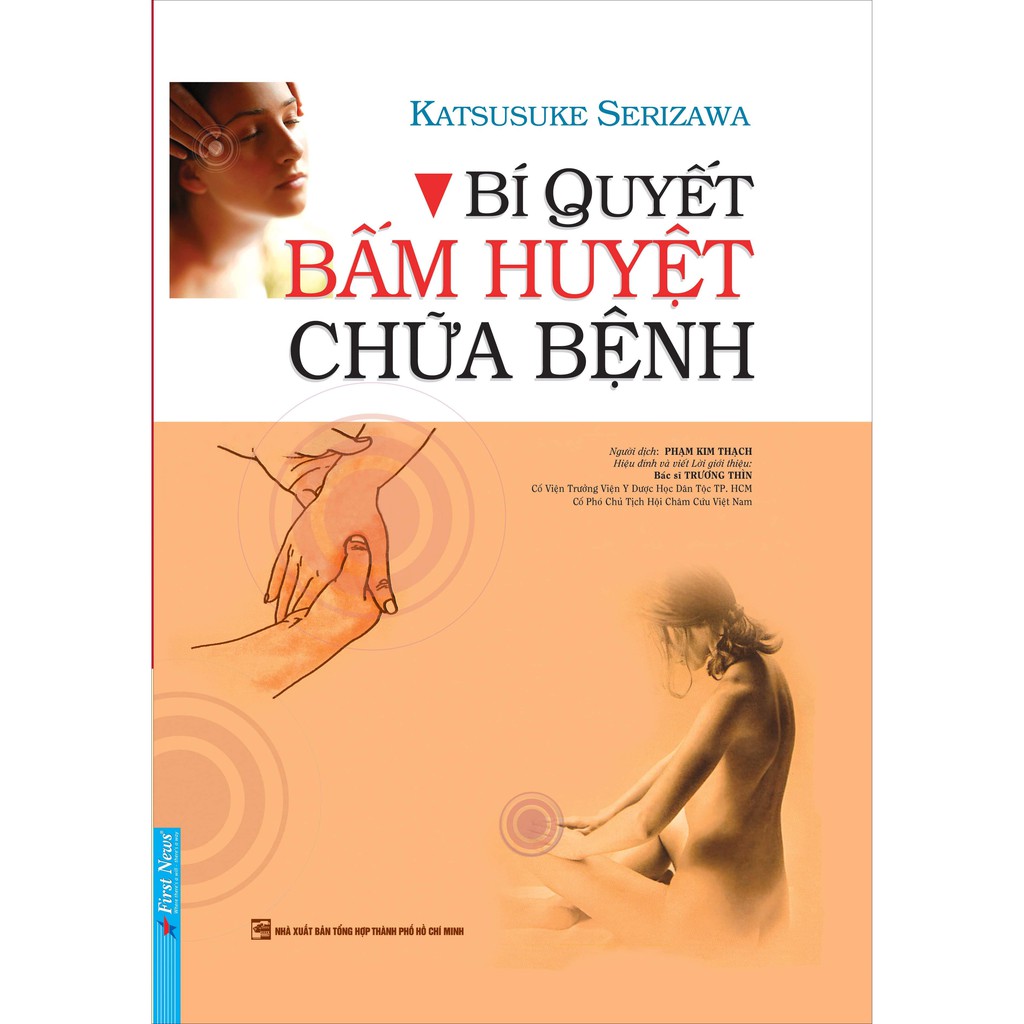 KATSUSUKE SERIZAWA
BÍ QUYẾT
BẤM HUYỆT
CHỮA BỆNH
Người dịch: PHẠM KIM THẠCH
Hiệu đính và viết Lời giới thiệu:
Bác sĩ TRƯƠNG THÌN
Cố Viện Trưởng Viện Y Dược Học Dân Tộc TP. HCM
Cố Phó Chủ Tịch Hội Châm Cứu Việt Nam
First News®
NHÀ XUẤT BẢN TỔNG HỢP THÀNH PHỐ HỒ CHÍ MINH